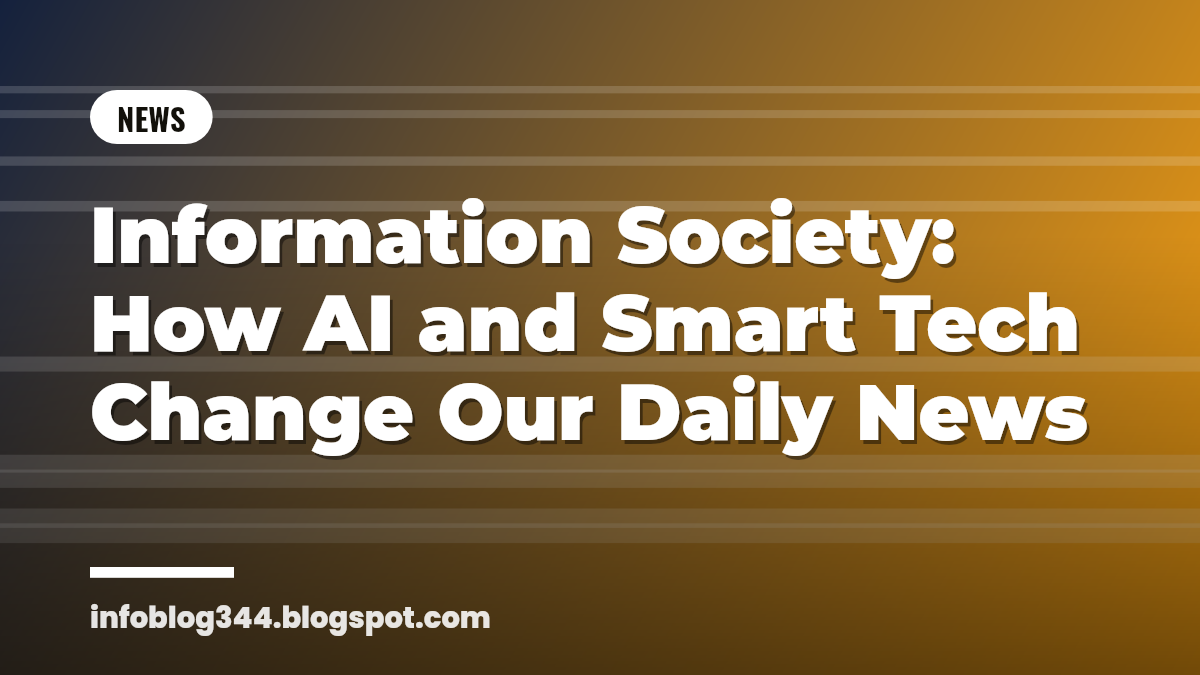 NEWS
Information Society:
How AI and Smart Tech
Change Our Daily News
infoblog344.blogspot.com